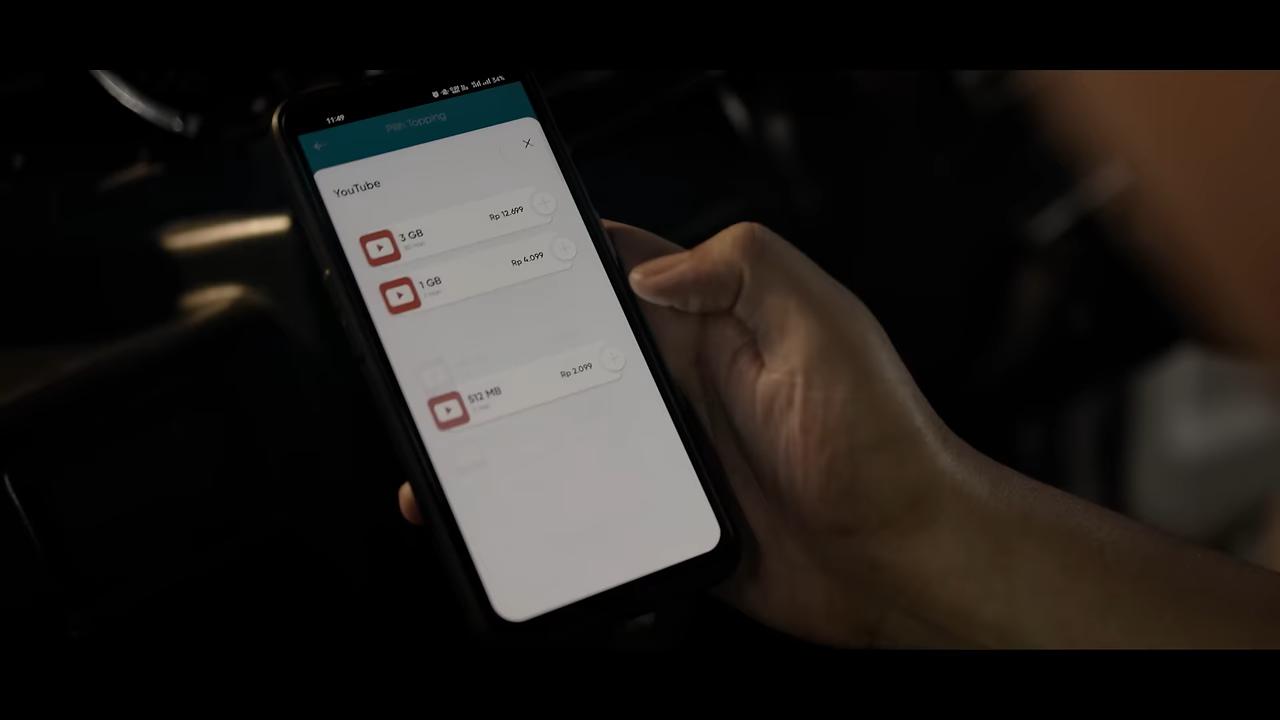 11:49
34%
Pilih Topping
YouTube
3 GB
Rp 12.699
1 GB
Rp 4.099
512 MB
Rp 2.099